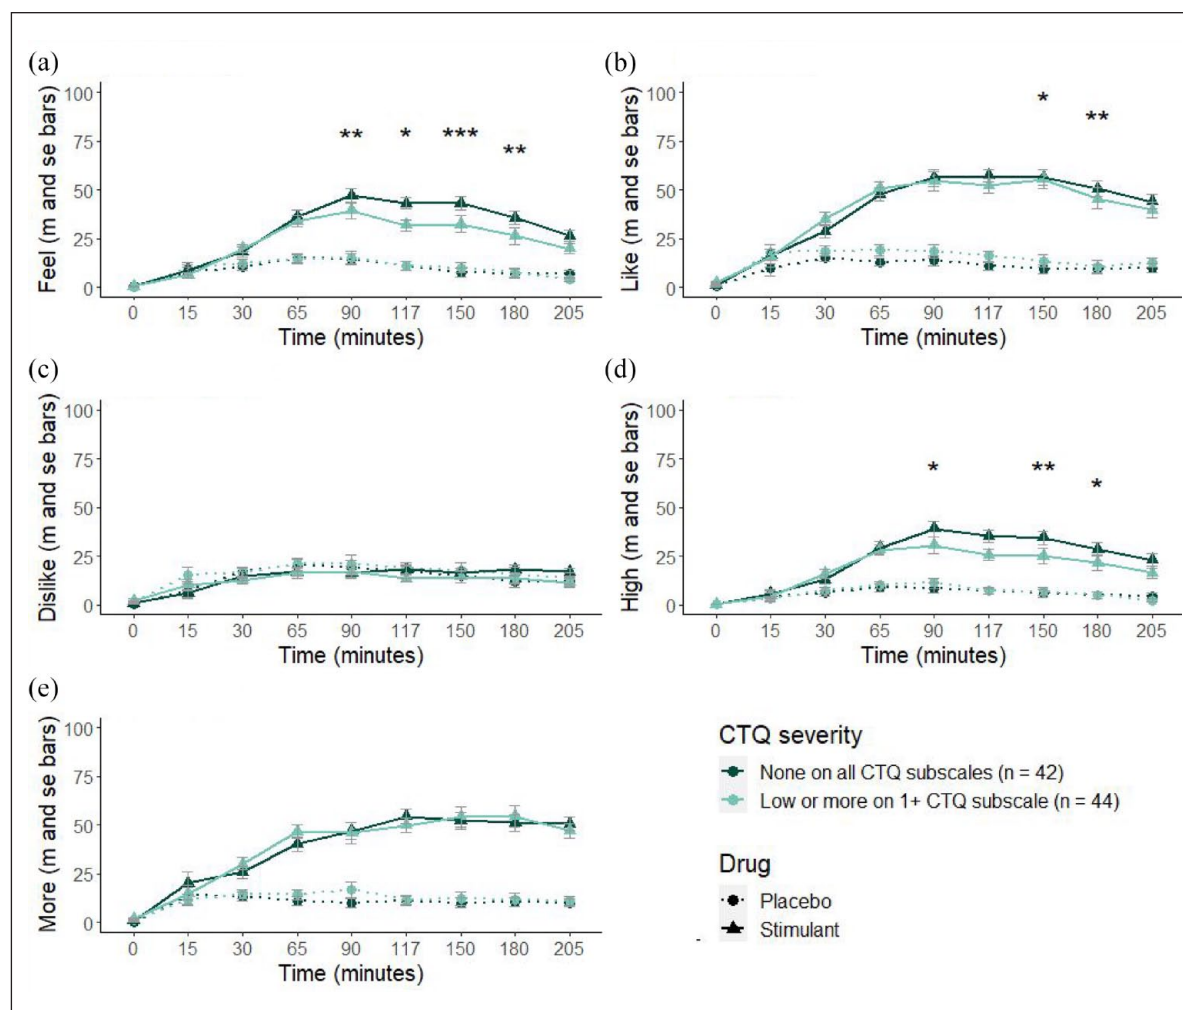 (a)
100
75
50
25
0
Feel (m and se bars)
** * *** **
0 15 30 65 90 117 150 180 205
Time (minutes)
(b)
100
75
50
25
0
Like (m and se bars)
* **
0 15 30 65 90 117 150 180 205
Time (minutes)
(c)
100
75
50
25
0
Dislike (m and se bars)
0 15 30 65 90 117 150 180 205
Time (minutes)
(d)
100
75
50
25
0
High (m and se bars)
* ** *
0 15 30 65 90 117 150 180 205
Time (minutes)
(e)
100
75
50
25
0
More (m and se bars)
0 15 30 65 90 117 150 180 205
Time (minutes)
CTQ severity
None on all CTQ subscales (n = 42)
Low or more on 1+ CTQ subscale (n = 44)
Drug
Placebo
Stimulant